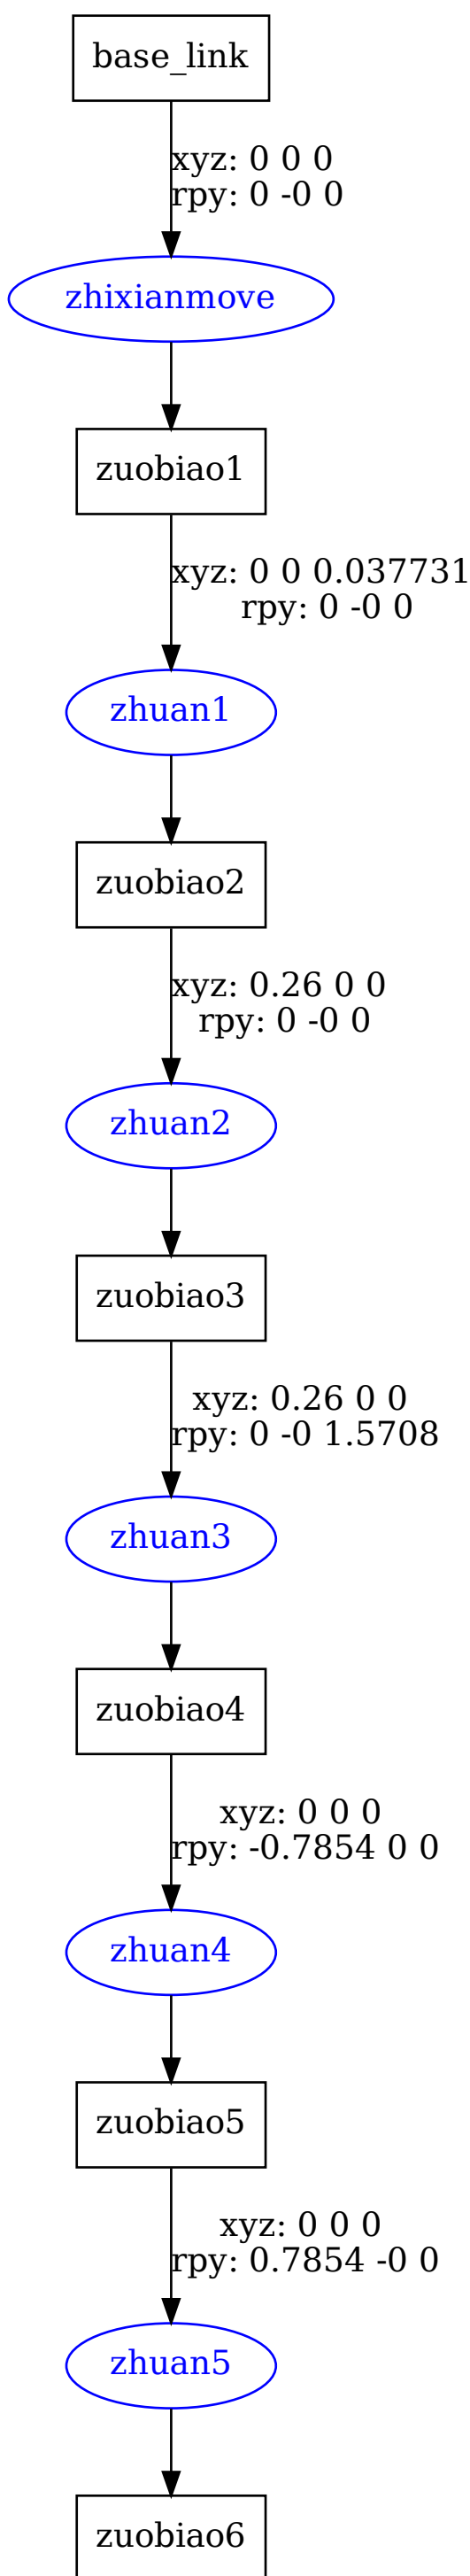 base_link
xyz: 0 0 0
rpy: 0 -0 0
zhixianmove
zuobiao1
xyz: 0 0 0.037731
rpy: 0 -0 0
zhuan1
zuobiao2
xyz: 0.26 0 0
rpy: 0 -0 0
zhuan2
zuobiao3
xyz: 0.26 0 0
rpy: 0 -0 1.5708
zhuan3
zuobiao4
xyz: 0 0 0
rpy: -0.7854 0 0
zhuan4
zuobiao5
xyz: 0 0 0
rpy: 0.7854 -0 0
zhuan5
zuobiao6